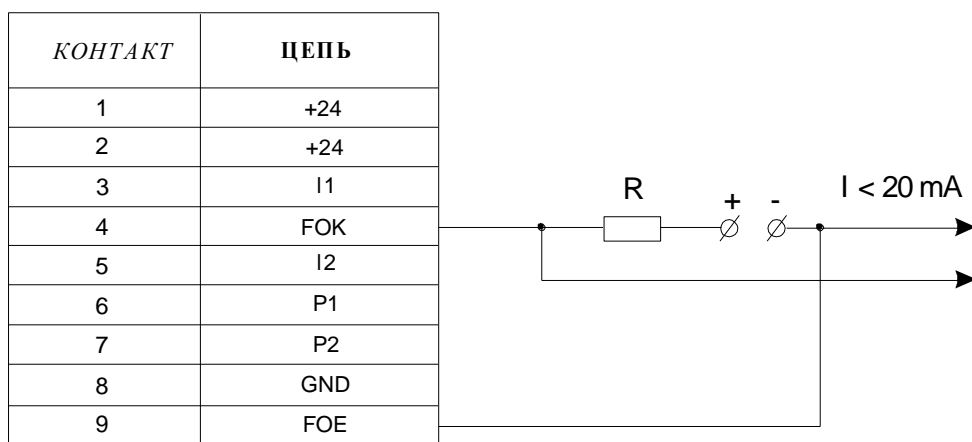 КОНТАКТ ЦЕПЬ
1 +24
2 +24
3 I1
4 FOK
5 I2
6 P1
7 P2
8 GND
9 FOE
R
+ -
I < 20 mA